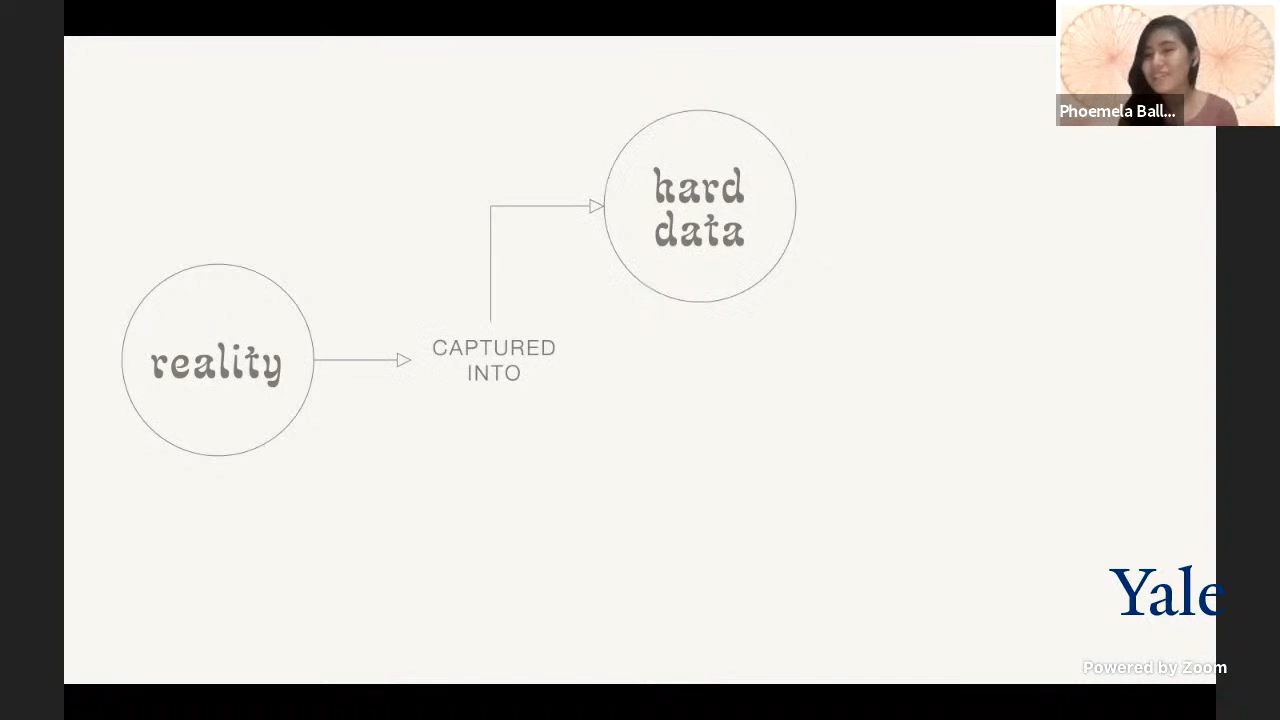 Phoemela Ball...
hard
data
reality
CAPTURED
INTO
Yale
Powered by Zoom